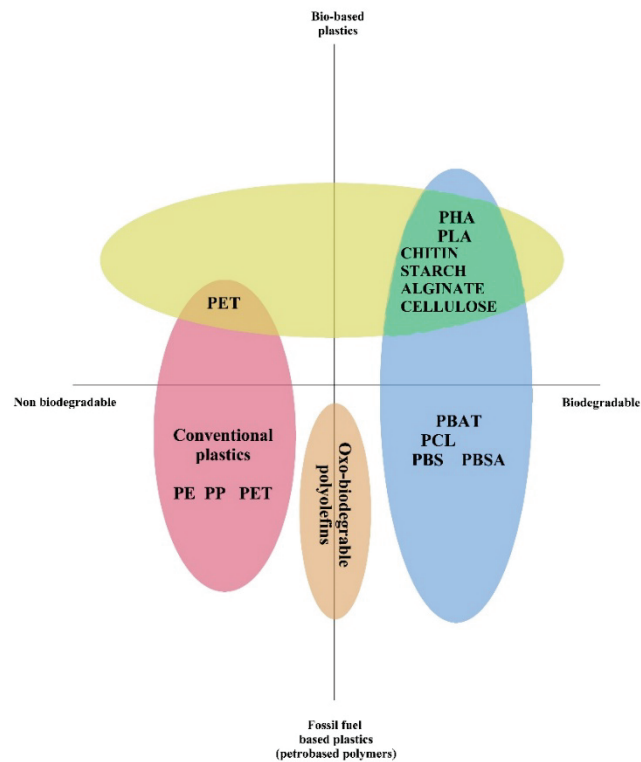 Bio-based
plastics
PHA
PLA
CHITIN
STARCH
ALGINATE
CELLULOSE
PET
Non biodegradable
Biodegradable
Conventional
plastics
PE PP PET
Oxo-biodegrable
polyolefins
PBAT
PCL
PBS PBSA
Fossil fuel
based plastics
(petrobased polymers)